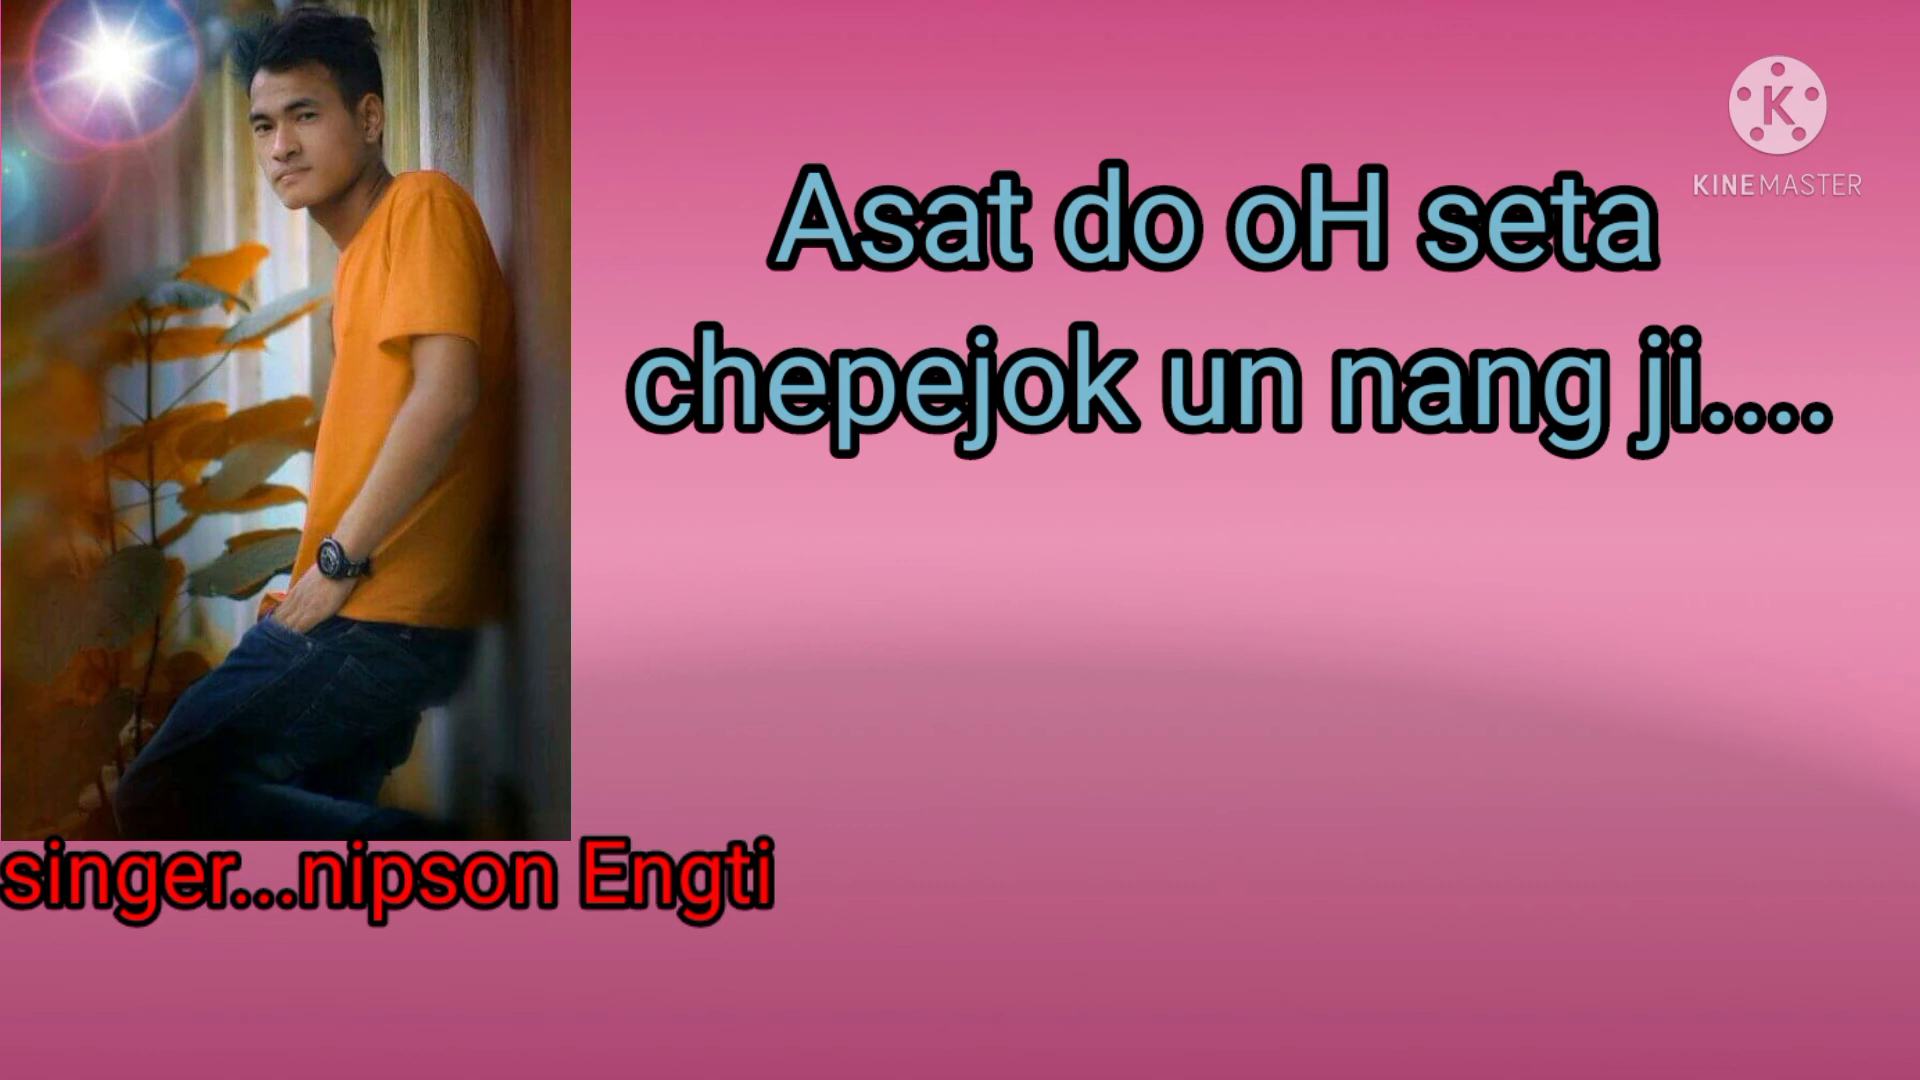 Asat do oH seta
chepejok un nang ji....
K
KINEMASTER
singer...nipson Engti